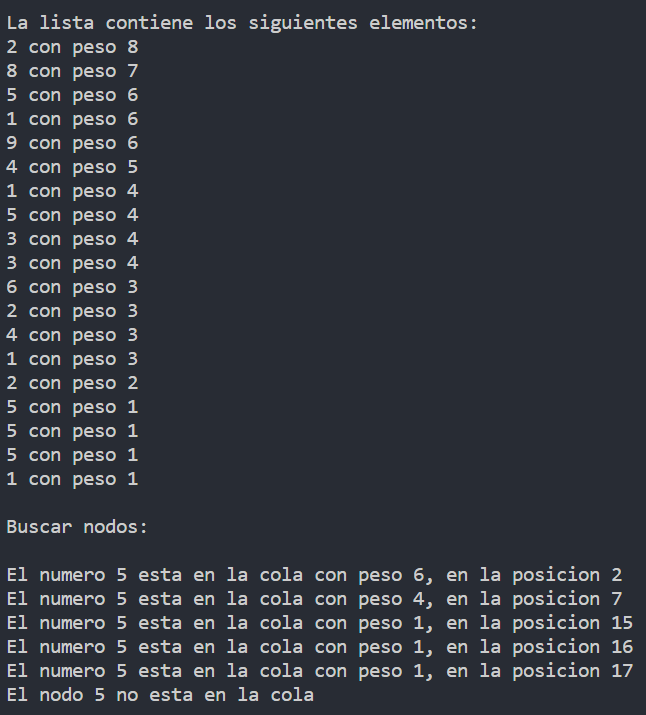 La lista contiene los siguientes elementos:
2 con peso 8
8 con peso 7
5 con peso 6
1 con peso 6
9 con peso 6
4 con peso 5
1 con peso 4
5 con peso 4
3 con peso 4
3 con peso 4
6 con peso 3
2 con peso 3
4 con peso 3
1 con peso 3
2 con peso 2
5 con peso 1
5 con peso 1
5 con peso 1
1 con peso 1
Buscar nodos:
El numero 5 esta en la cola con peso 6, en la posicion 2
El numero 5 esta en la cola con peso 4, en la posicion 7
El numero 5 esta en la cola con peso 1, en la posicion 15
El numero 5 esta en la cola con peso 1, en la posicion 16
El numero 5 esta en la cola con peso 1, en la posicion 17
El nodo 5 no esta en la cola